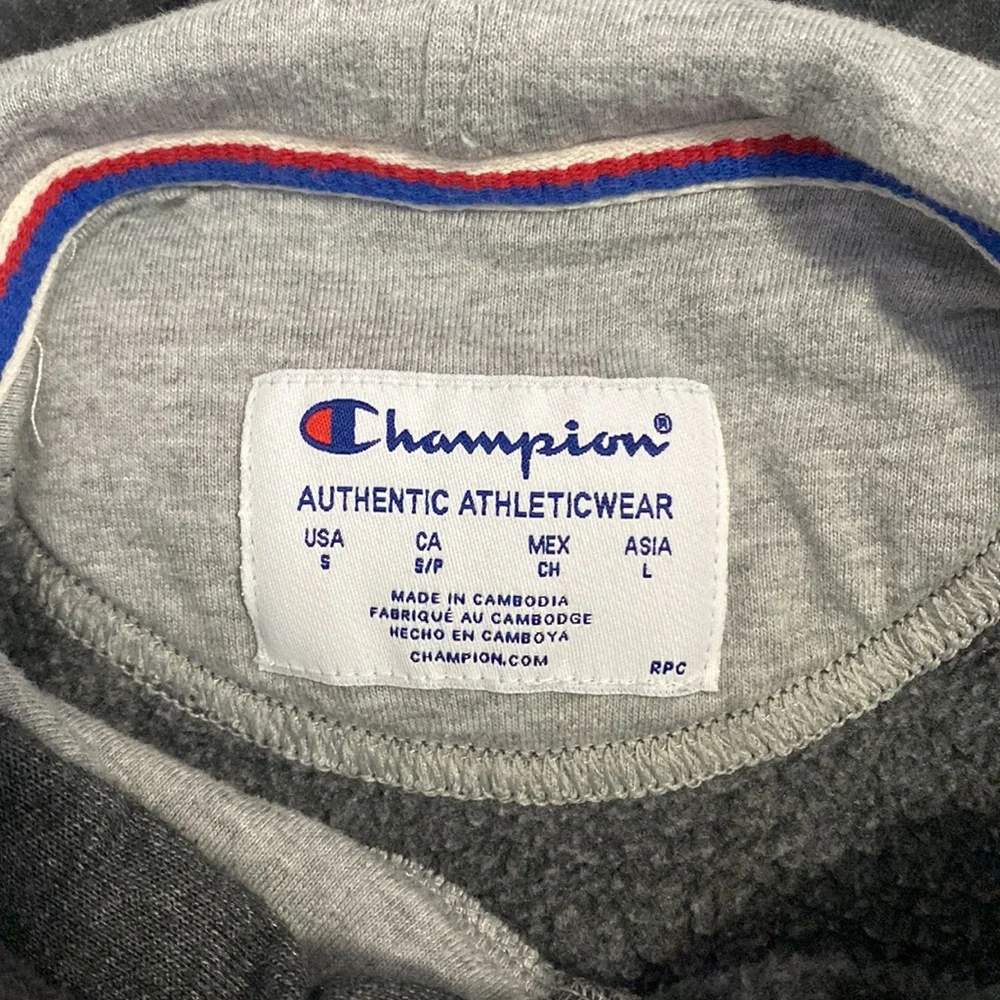 Champion®
AUTHENTIC ATHLETICWEAR
USA CA MEX ASIA
S S/P CH L
MADE IN CAMBODIA
FABRIQUÉ AU CAMBODGE
HECHO EN CAMBOYA
CHAMPION.COM RPC